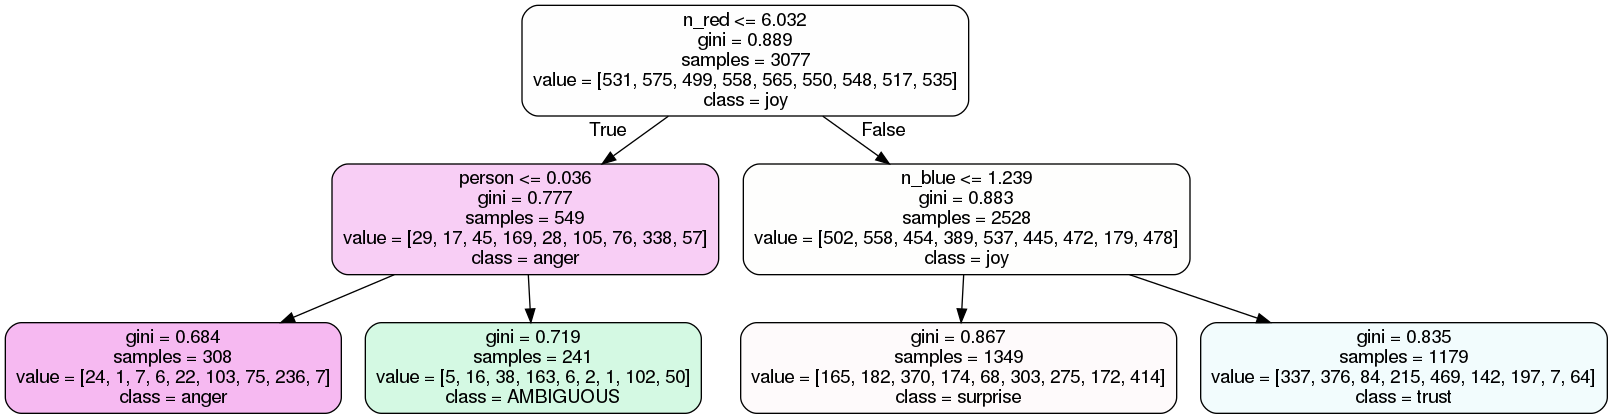 n_red <= 6.032
gini = 0.889
samples = 3077
value = [531, 575, 499, 558, 565, 550, 548, 517, 535]
class = joy
True
False
person <= 0.036
gini = 0.777
samples = 549
value = [29, 17, 45, 169, 28, 105, 76, 338, 57]
class = anger
n_blue <= 1.239
gini = 0.883
samples = 2528
value = [502, 558, 454, 389, 537, 445, 472, 179, 478]
class = joy
gini = 0.684
samples = 308
value = [24, 1, 7, 6, 22, 103, 75, 236, 7]
class = anger
gini = 0.719
samples = 241
value = [5, 16, 38, 163, 6, 2, 1, 102, 50]
class = AMBIGUOUS
gini = 0.867
samples = 1349
value = [165, 182, 370, 174, 68, 303, 275, 172, 414]
class = surprise
gini = 0.835
samples = 1179
value = [337, 376, 84, 215, 469, 142, 197, 7, 64]
class = trust